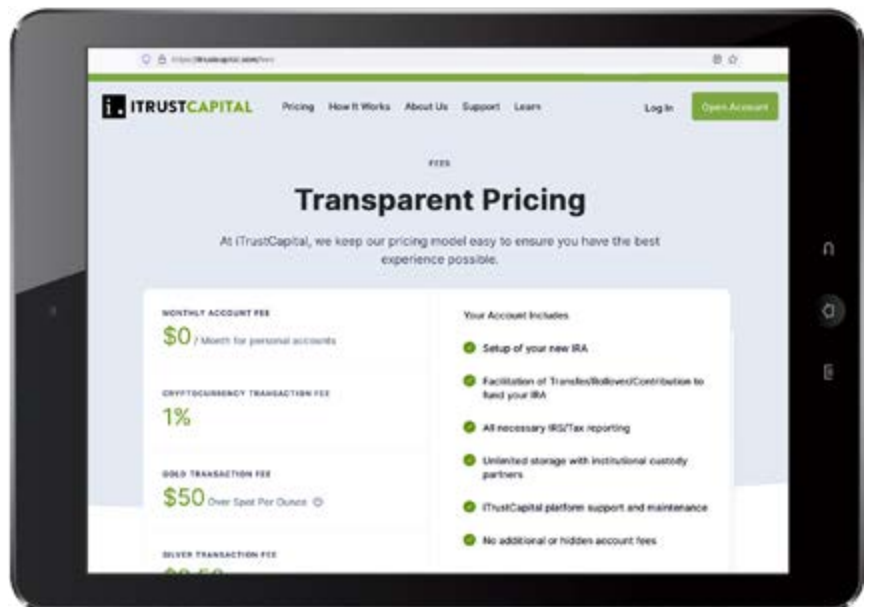 https://itrustcapital.com/fees
i. ITRUSTCAPITAL Pricing How It Works About Us Support Learn Log In Open Account
FEES
Transparent Pricing
At iTrustCapital, we keep our pricing model easy to ensure you have the best
experience possible.
MONTHLY ACCOUNT FEE
$0 / Month for personal accounts
CRYPTOCURRENCY TRANSACTION FEE
1%
GOLD TRANSACTION FEE
$50 Over Spot Per Ounce
SILVER TRANSACTION FEE
Your Account Includes
Setup of your new IRA
Facilitation of Transfer/Rollover/Contribution to
fund your IRA
All necessary IRS/Tax reporting
Unlimited storage with institutional custody
partners
iTrustCapital platform support and maintenance
No additional or hidden account fees